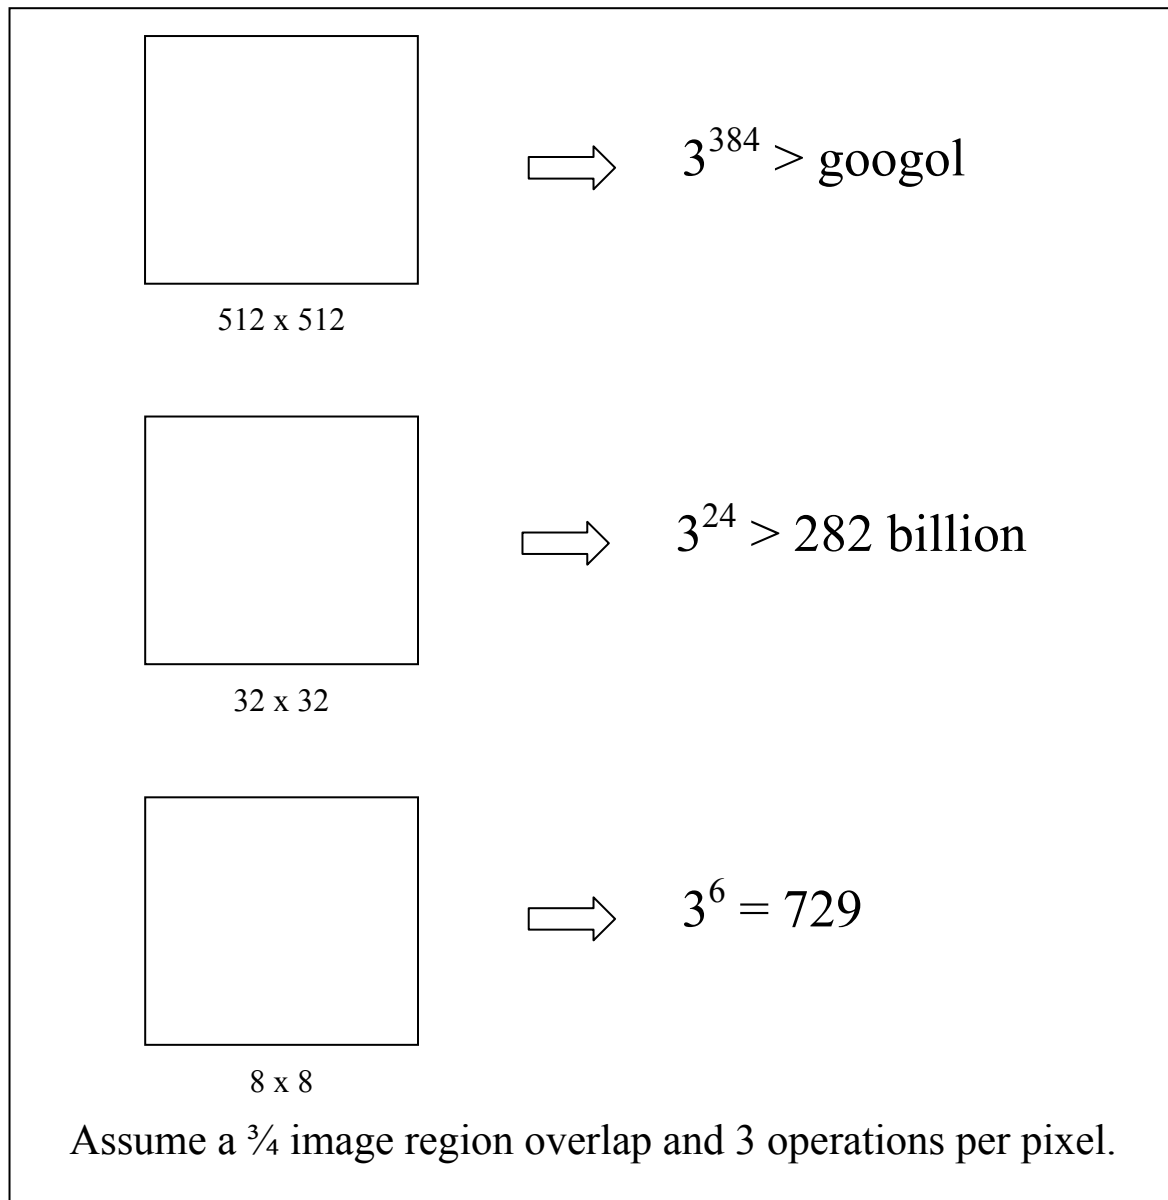 3^384 > googol
512 x 512
3^24 > 282 billion
32 x 32
3^6 = 729
8 x 8
Assume a ¾ image region overlap and 3 operations per pixel.